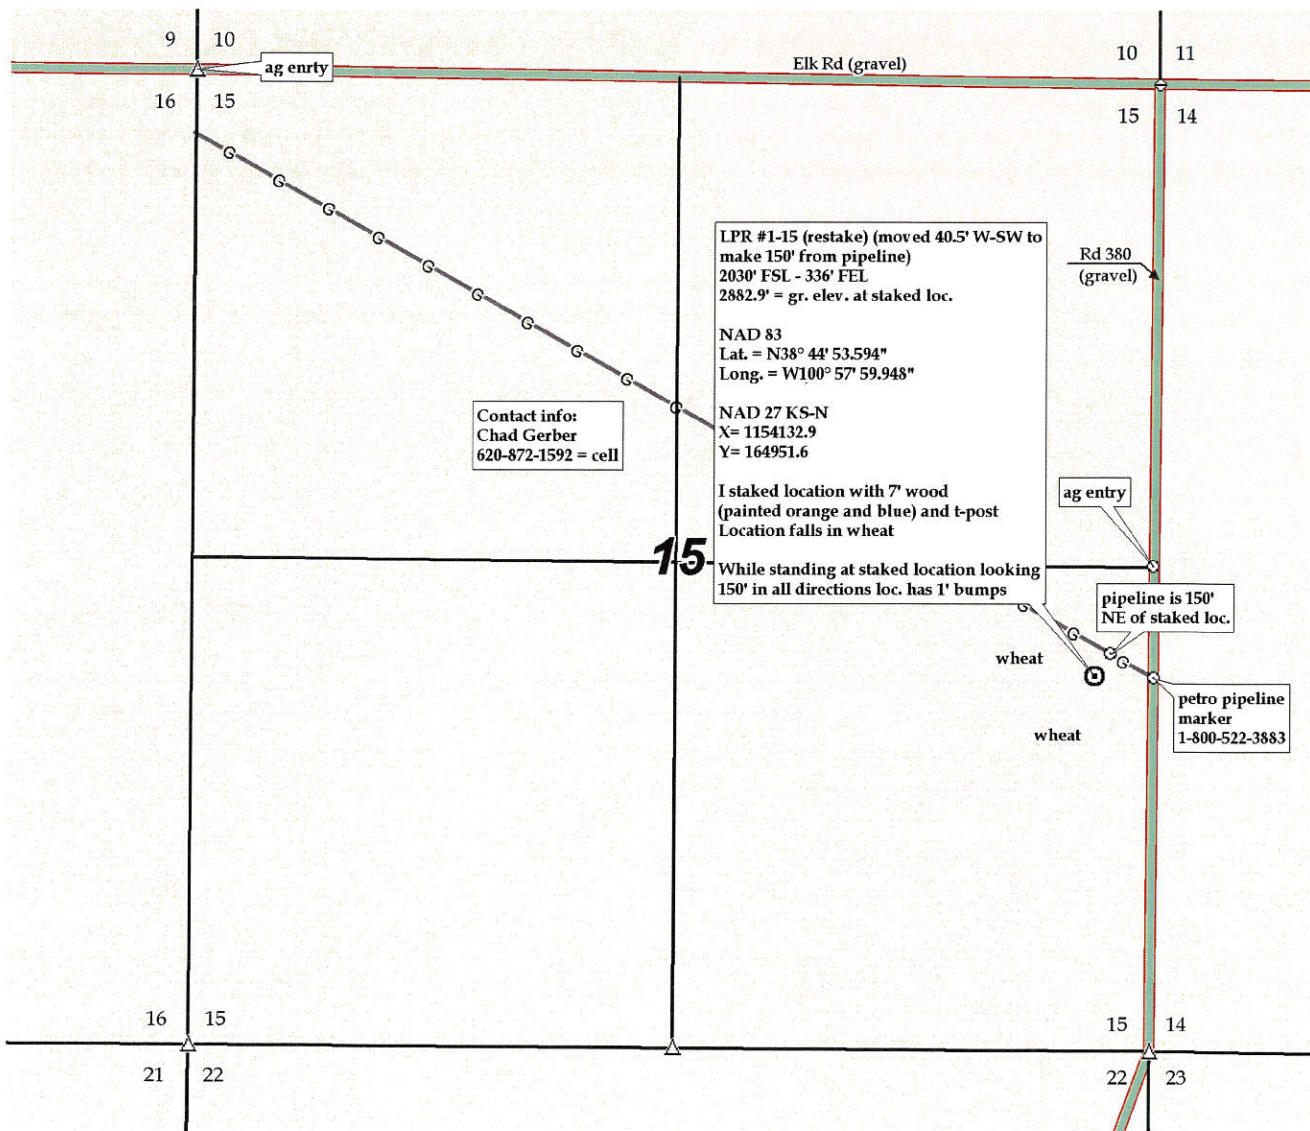 9 10
10 11
ag enrty
Elk Rd (gravel)
16 15
15 14
G
G
G
G
G
G
G
G
G
G
LPR #1-15 (restake) (moved 40.5' W-SW to
make 150' from pipeline)
2030' FSL - 336' FEL
2882.9' = gr. elev. at staked loc.
NAD 83
Lat. = N38° 44' 53.594"
Long. = W100° 57' 59.948"
NAD 27 KS-N
X= 1154132.9
Y= 164951.6
I staked location with 7' wood
(painted orange and blue) and t-post
Location falls in wheat
While standing at staked location looking
150' in all directions loc. has 1' bumps
Rd 380
(gravel)
Contact info:
Chad Gerber
620-872-1592 = cell
ag entry
15
pipeline is 150'
NE of staked loc.
G
G
G
wheat
petro pipeline
marker
1-800-522-3883
wheat
16 15
15 14
21 22
22 23